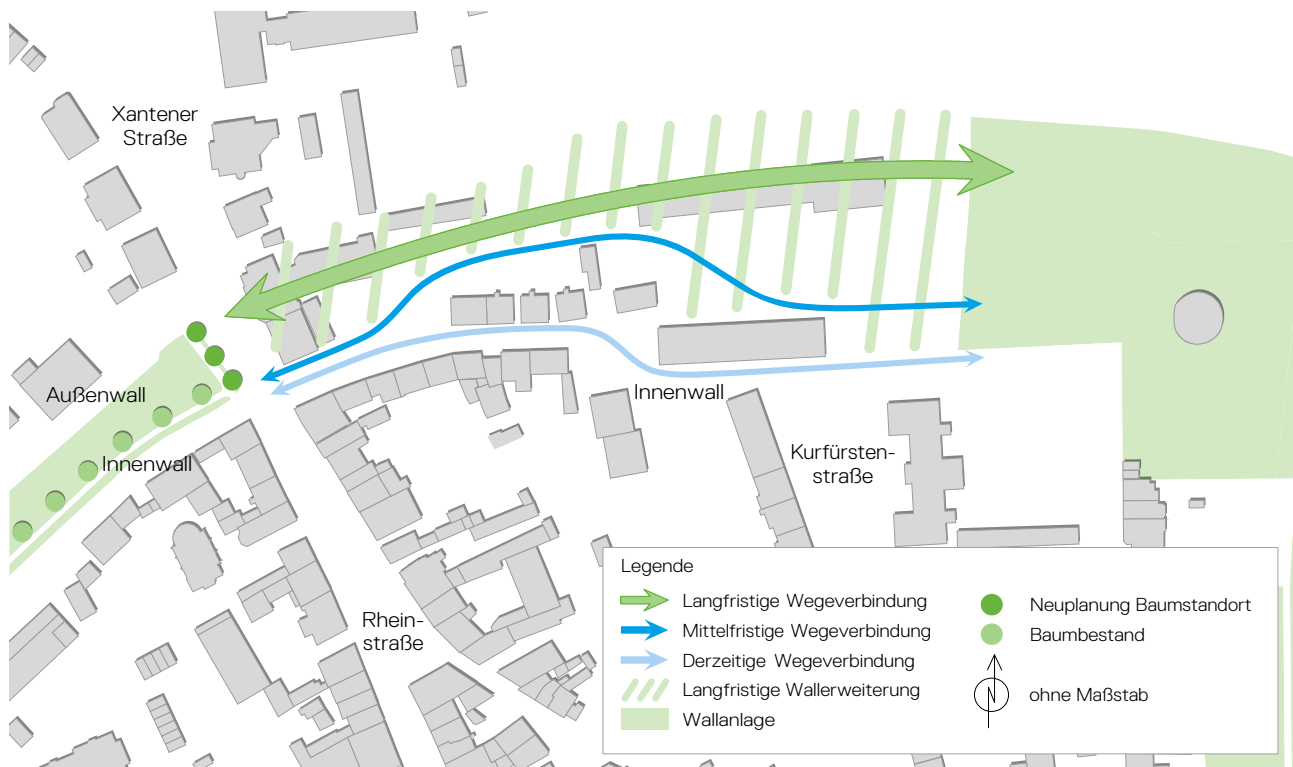 Xantener
Straße
Außenwall
Innenwall
Innenwall
Kurfürsten-
straße
Rhein-
straße
Legende
Langfristige Wegeverbindung
Mittelfristige Wegeverbindung
Derzeitige Wegeverbindung
Langfristige Wallerweiterung
Wallanlage
Neuplanung Baumstandort
Baumbestand
N
ohne Maßstab